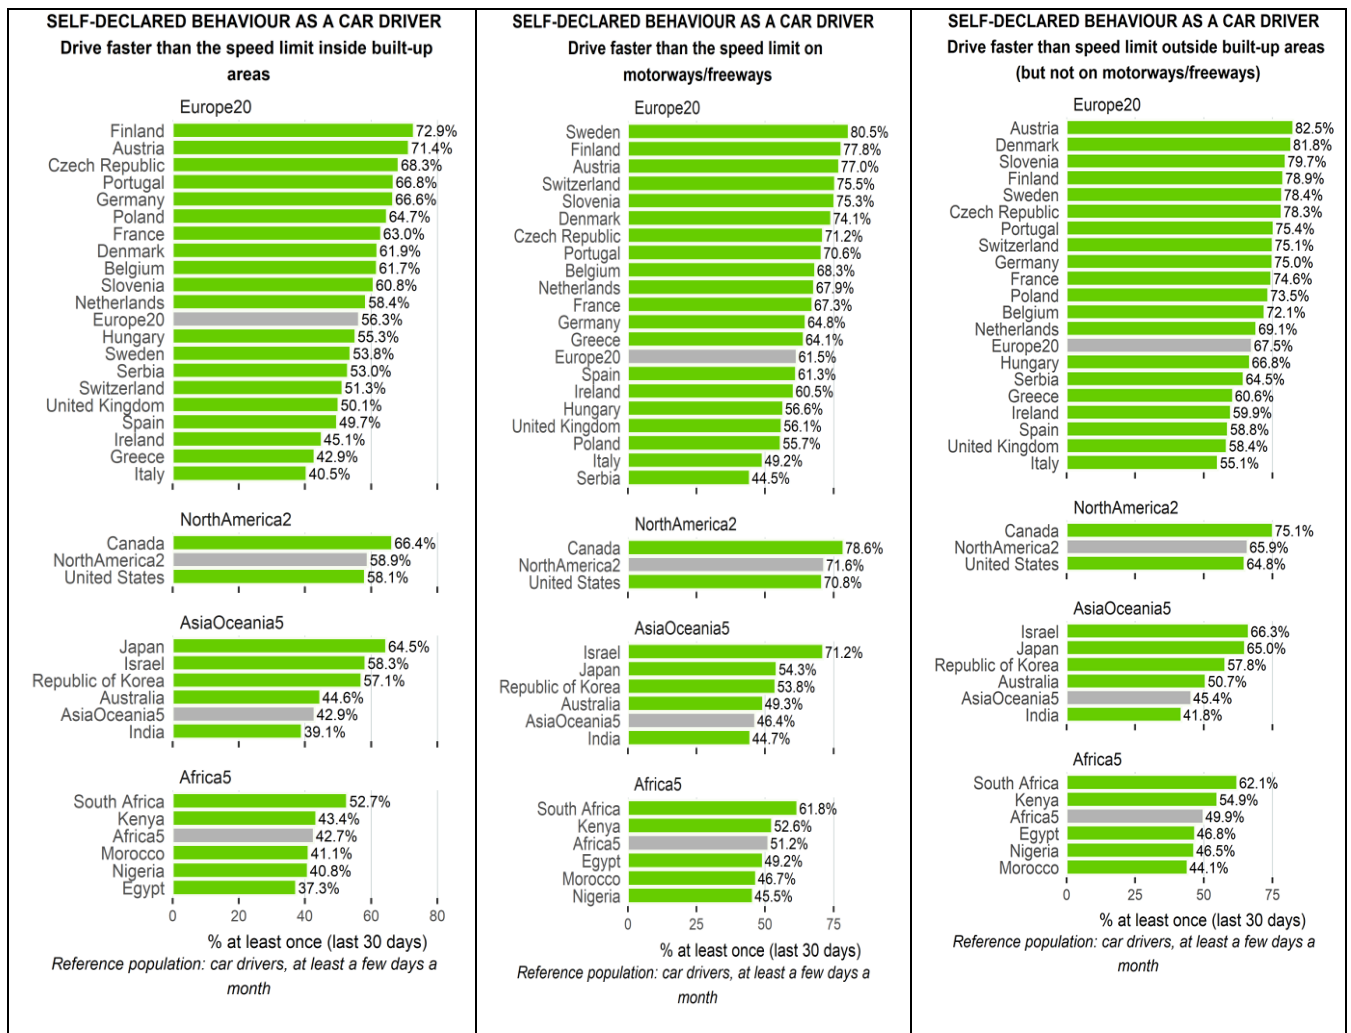 SELF-DECLARED BEHAVIOUR AS A CAR DRIVER
Drive faster than the speed limit inside built-up
areas
Europe20
Finland 72.9%
Austria 71.4%
Czech Republic 68.3%
Portugal 66.8%
Germany 66.6%
Poland 64.7%
France 63.0%
Denmark 61.9%
Belgium 61.7%
Slovenia 60.8%
Netherlands 58.4%
Europe20 56.3%
Hungary 55.3%
Sweden 53.8%
Serbia 53.0%
Switzerland 51.3%
United Kingdom 50.1%
Spain 49.7%
Ireland 45.1%
Greece 42.9%
Italy 40.5%
NorthAmerica2
Canada 66.4%
NorthAmerica2 58.9%
United States 58.1%
AsiaOceania5
Japan 64.5%
Israel 58.3%
Republic of Korea 57.1%
Australia 44.6%
AsiaOceania5 42.9%
India 39.1%
Africa5
South Africa 52.7%
Kenya 43.4%
Africa5 42.7%
Morocco 41.1%
Nigeria 40.8%
Egypt 37.3%
0 20 40 60 80
% at least once (last 30 days)
Reference population: car drivers, at least a few days a
month
SELF-DECLARED BEHAVIOUR AS A CAR DRIVER
Drive faster than the speed limit on
motorways/freeways
Europe20
Sweden 80.5%
Finland 77.8%
Austria 77.0%
Switzerland 75.5%
Slovenia 75.3%
Denmark 74.1%
Czech Republic 71.2%
Portugal 70.6%
Belgium 68.3%
Netherlands 67.9%
France 67.3%
Germany 64.8%
Greece 64.1%
Europe20 61.5%
Spain 61.3%
Ireland 60.5%
Hungary 56.6%
United Kingdom 56.1%
Poland 55.7%
Italy 49.2%
Serbia 44.5%
NorthAmerica2
Canada 78.6%
NorthAmerica2 71.6%
United States 70.8%
AsiaOceania5
Israel 71.2%
Japan 54.3%
Republic of Korea 53.8%
Australia 49.3%
AsiaOceania5 46.4%
India 44.7%
Africa5
South Africa 61.8%
Kenya 52.6%
Africa5 51.2%
Egypt 49.2%
Morocco 46.7%
Nigeria 45.5%
0 25 50 75
% at least once (last 30 days)
Reference population: car drivers, at least a few days a
month
SELF-DECLARED BEHAVIOUR AS A CAR DRIVER
Drive faster than speed limit outside built-up areas
(but not on motorways/freeways)
Europe20
Austria 82.5%
Denmark 81.8%
Slovenia 79.7%
Finland 78.9%
Sweden 78.4%
Czech Republic 78.3%
Portugal 75.4%
Switzerland 75.1%
Germany 75.0%
France 74.6%
Poland 73.5%
Belgium 72.1%
Netherlands 69.1%
Europe20 67.5%
Hungary 66.8%
Serbia 64.5%
Greece 60.6%
Ireland 59.9%
Spain 58.8%
United Kingdom 58.4%
Italy 55.1%
NorthAmerica2
Canada 75.1%
NorthAmerica2 65.9%
United States 64.8%
AsiaOceania5
Israel 66.3%
Japan 65.0%
Republic of Korea 57.8%
Australia 50.7%
AsiaOceania5 45.4%
India 41.8%
Africa5
South Africa 62.1%
Kenya 54.9%
Africa5 49.9%
Egypt 46.8%
Nigeria 46.5%
Morocco 44.1%
0 25 50 75
% at least once (last 30 days)
Reference population: car drivers, at least a few days a
month